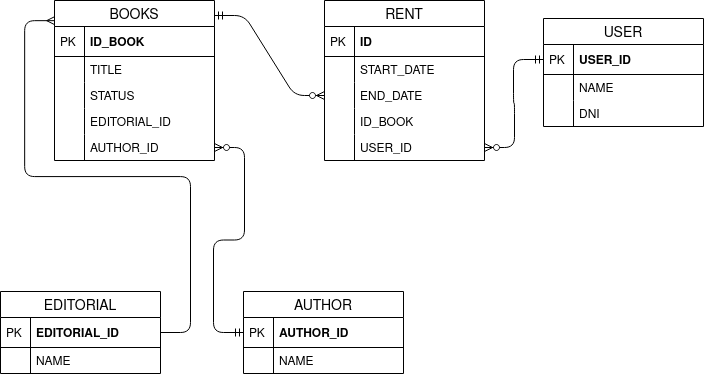 BOOKS
PK ID_BOOK
TITLE
STATUS
EDITORIAL_ID
AUTHOR_ID
RENT
PK ID
START_DATE
END_DATE
ID_BOOK
USER_ID
USER
PK USER_ID
NAME
DNI
EDITORIAL
PK EDITORIAL_ID
NAME
AUTHOR
PK AUTHOR_ID
NAME